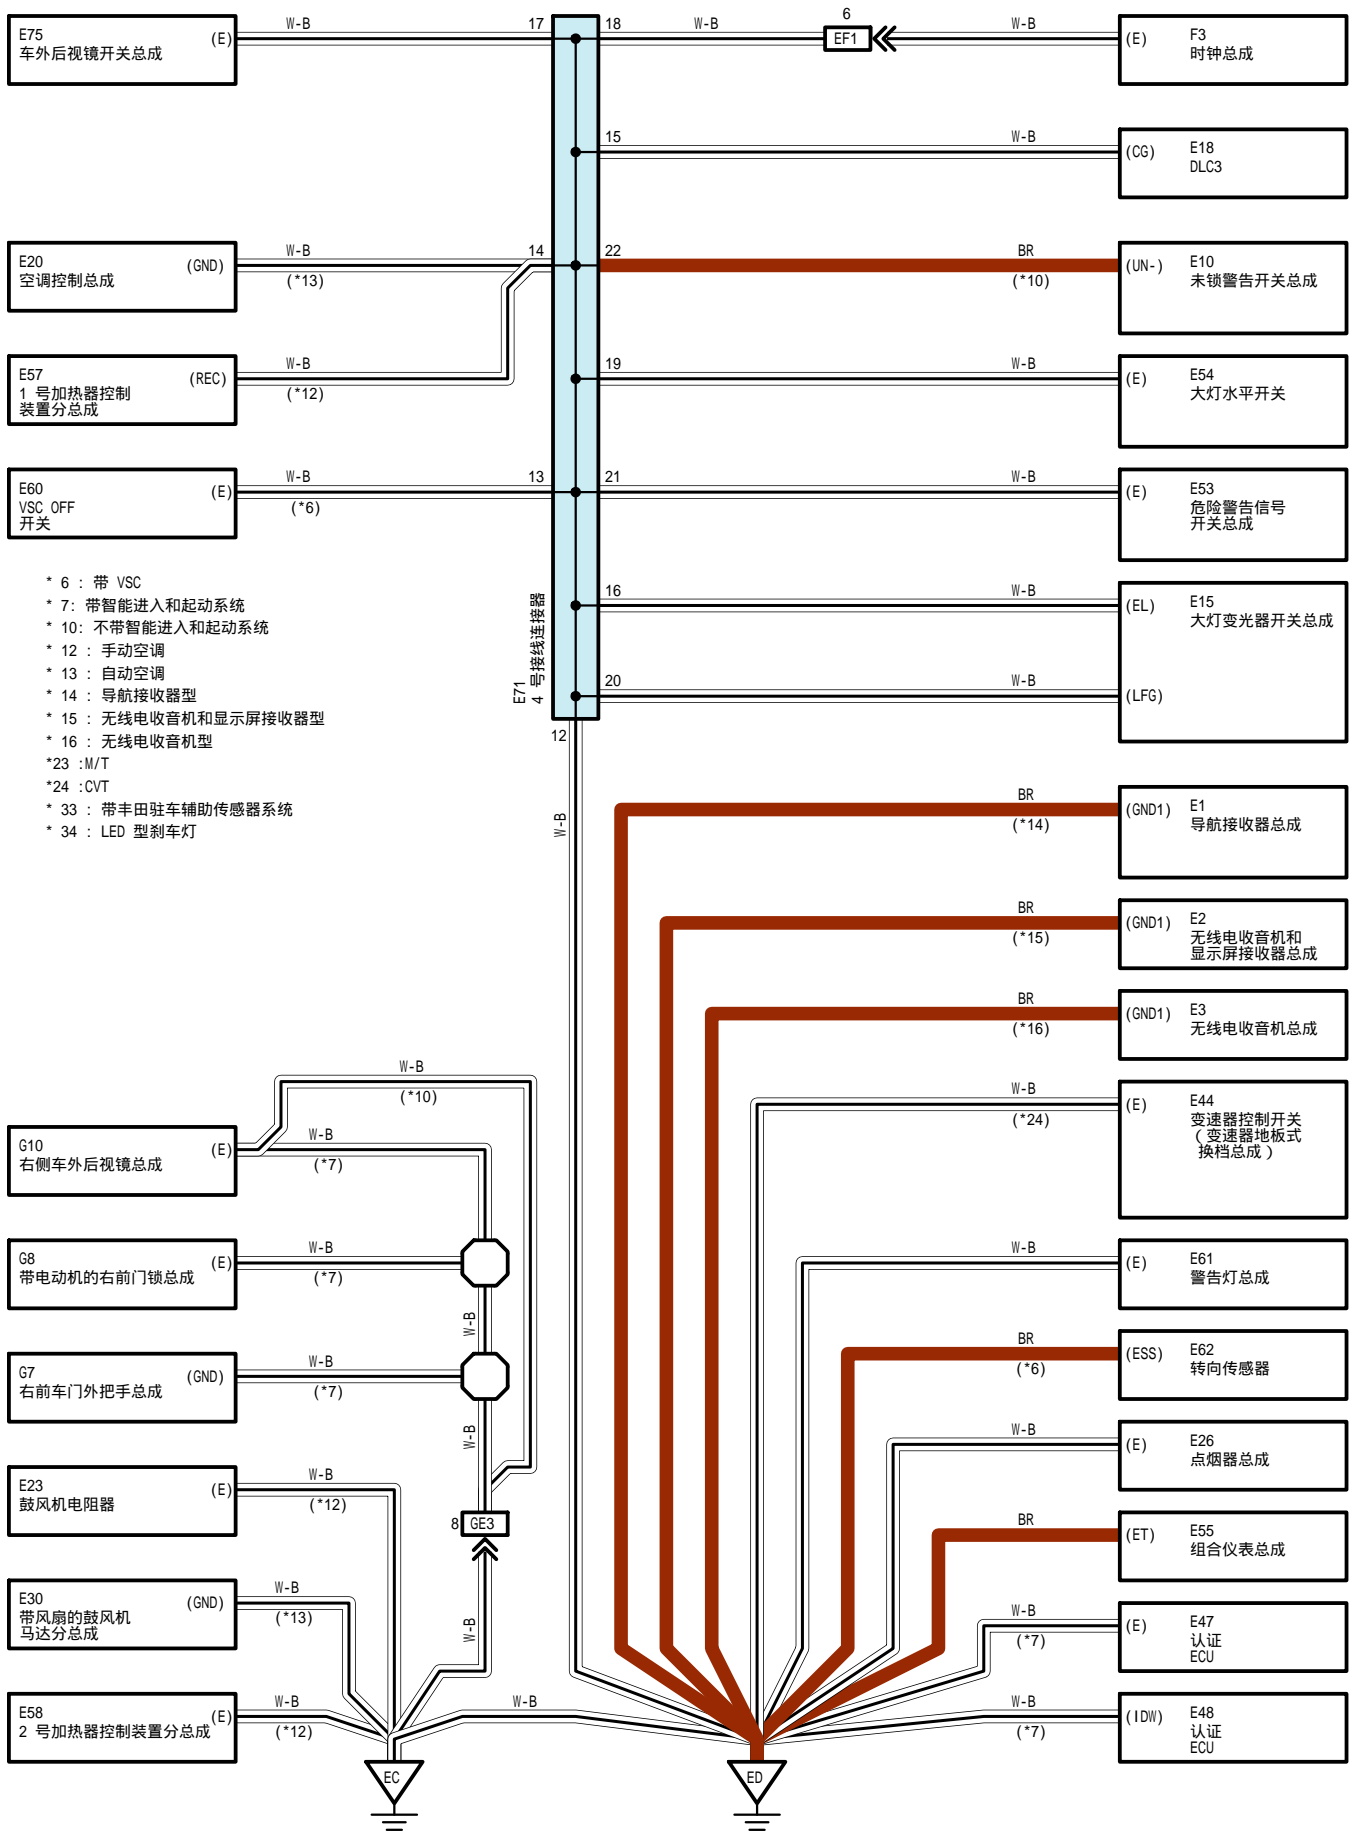 E75
(E)
车外后视镜开关总成
W-B
17
18
W-B
6
EF1
W-B
(E)
F3
时钟总成
15
W-B
(CG)
E18
DLC3
E20
(GND)
空调控制总成
W-B
(*13)
14
22
BR
(*10)
(UN-)
E10
未锁警告开关总成
E57
(REC)
1 号加热器控制
装置分总成
W-B
(*12)
19
W-B
(E)
E54
大灯水平开关
E60
(E)
VSC OFF
开关
W-B
(*6)
13
21
W-B
(E)
E53
危险警告信号
开关总成
* 6 : 带 VSC
* 7: 带智能进入和起动系统
* 10: 不带智能进入和起动系统
* 12 : 手动空调
* 13 : 自动空调
* 14 : 导航接收器型
* 15 : 无线电收音机和显示屏接收器型
* 16 : 无线电收音机型
*23 :M/T
*24 :CVT
* 33 : 带丰田驻车辅助传感器系统
* 34 : LED 型刹车灯
E71
4 号接线连接器
16
W-B
(EL)
E15
大灯变光器开关总成
20
W-B
(LFG)
12
W-B
BR
(*14)
(GND1)
E1
导航接收器总成
BR
(*15)
(GND1)
E2
无线电收音机和
显示屏接收器总成
BR
(*16)
(GND1)
E3
无线电收音机总成
W-B
(*10)
W-B
(*24)
(E)
E44
变速器控制开关
(变速器地板式
换档总成)
G10
(E)
右侧车外后视镜总成
W-B
(*7)
G8
(E)
带电动机的右前门锁总成
W-B
(*7)
W-B
W-B
(E)
E61
警告灯总成
G7
(GND)
右前车门外把手总成
W-B
(*7)
W-B
BR
(*6)
(ESS)
E62
转向传感器
W-B
(E)
E26
点烟器总成
E23
(E)
鼓风机电阻器
W-B
(*12)
8
GE3
BR
(ET)
E55
组合仪表总成
E30
(GND)
带风扇的鼓风机
马达分总成
W-B
(*13)
W-B
W-B
(*7)
(E)
E47
认证
ECU
E58
(E)
2 号加热器控制装置分总成
W-B
(*12)
W-B
W-B
(*7)
(IDW)
E48
认证
ECU
EC
ED